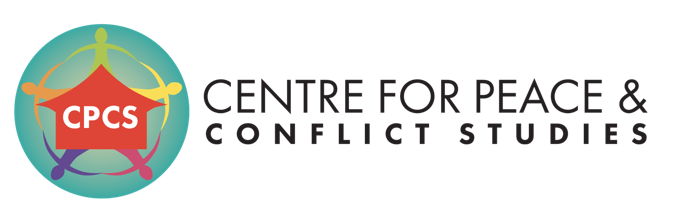 CPCS
CENTRE FOR PEACE &
CONFLICT STUDIES